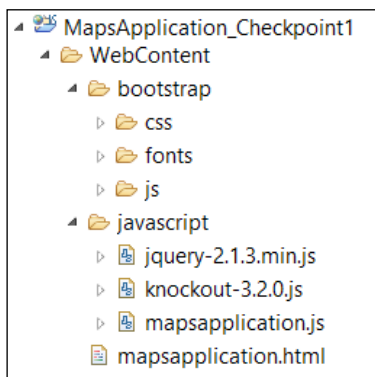 MapsApplication_Checkpoint1
WebContent
bootstrap
css
fonts
js
javascript
jquery-2.1.3.min.js
knockout-3.2.0.js
mapsapplication.js
mapsapplication.html